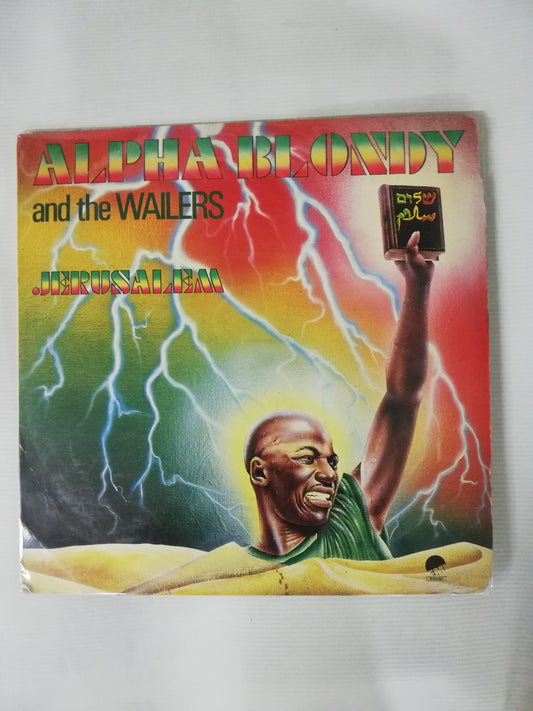 ALPHA BLONDY
and the WAILERS
שלום
سلام
JERUSALEM